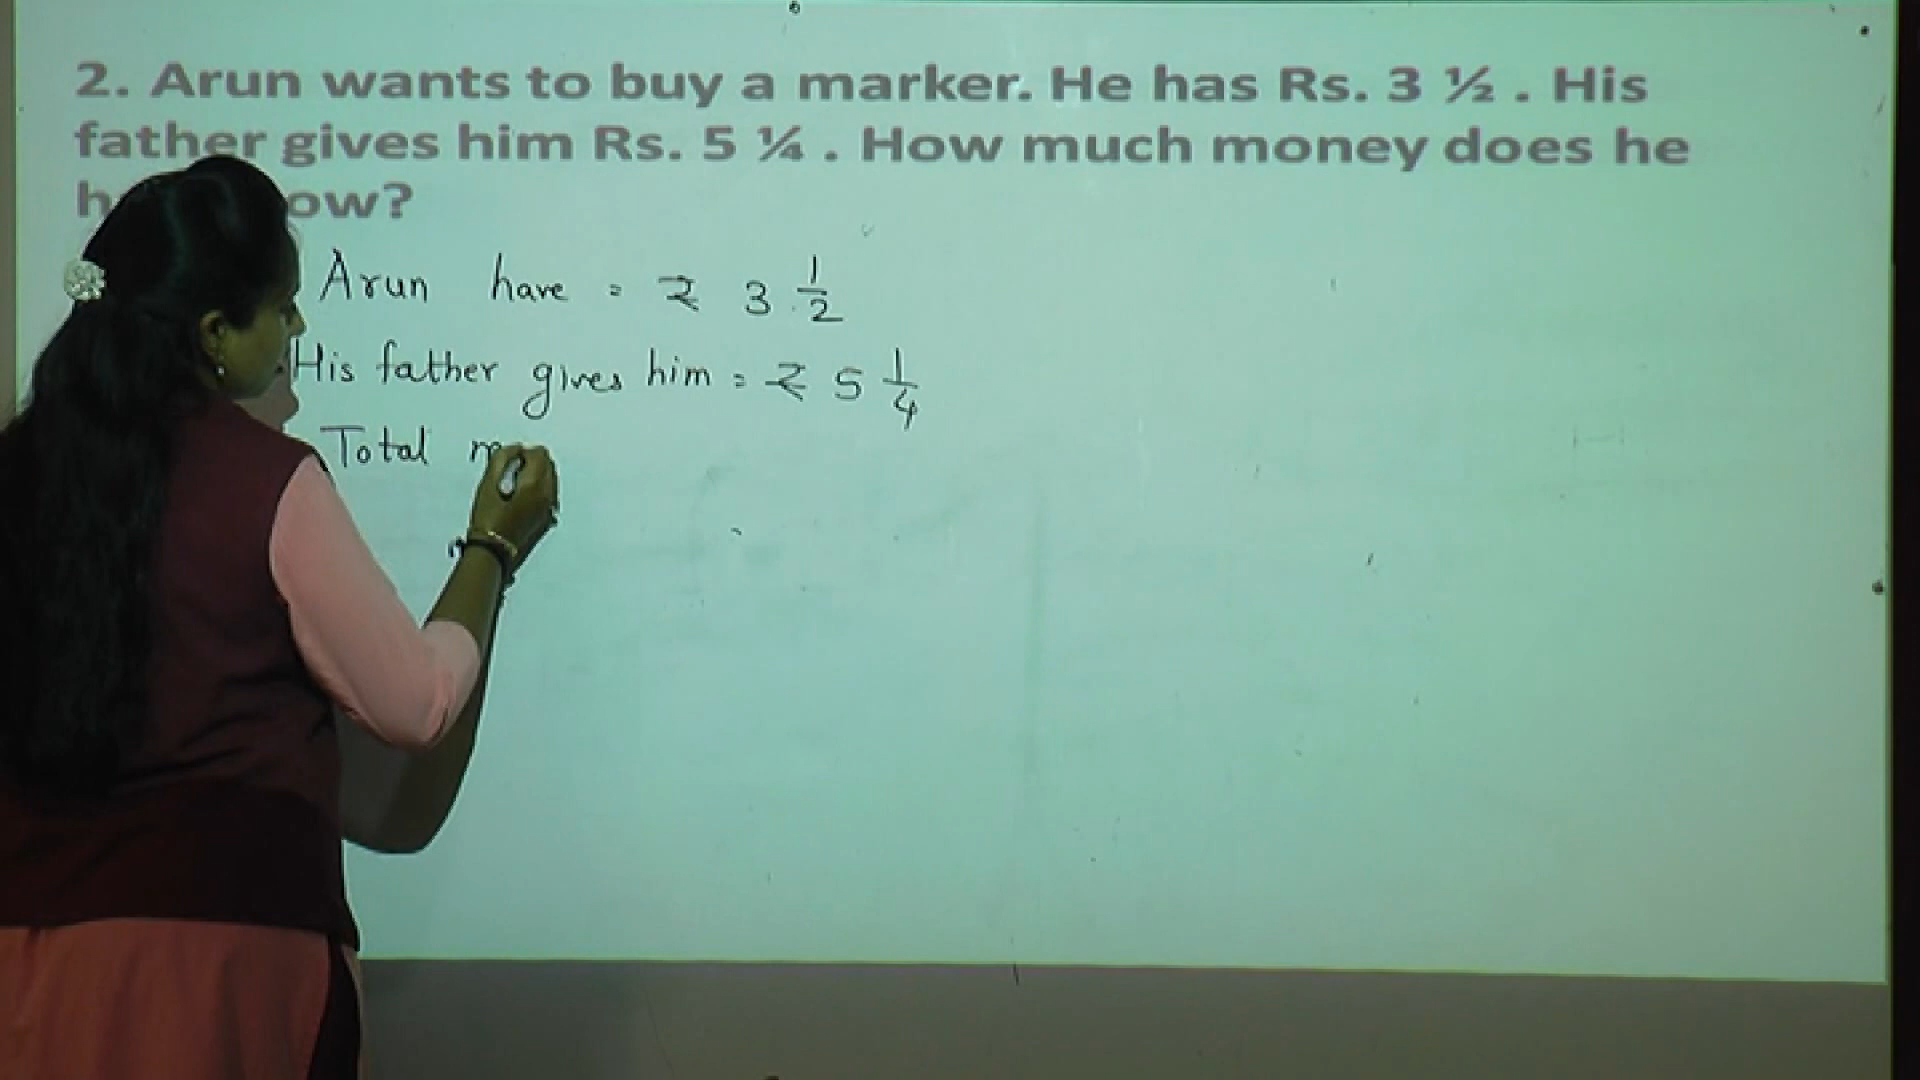 2. Arun wants to buy a marker. He has Rs. 3 ½ . His
father gives him Rs. 5 ¼ . How much money does he
how?
Arun have = ₹ 3 1/2
His father gives him = ₹ 5 1/4
Total